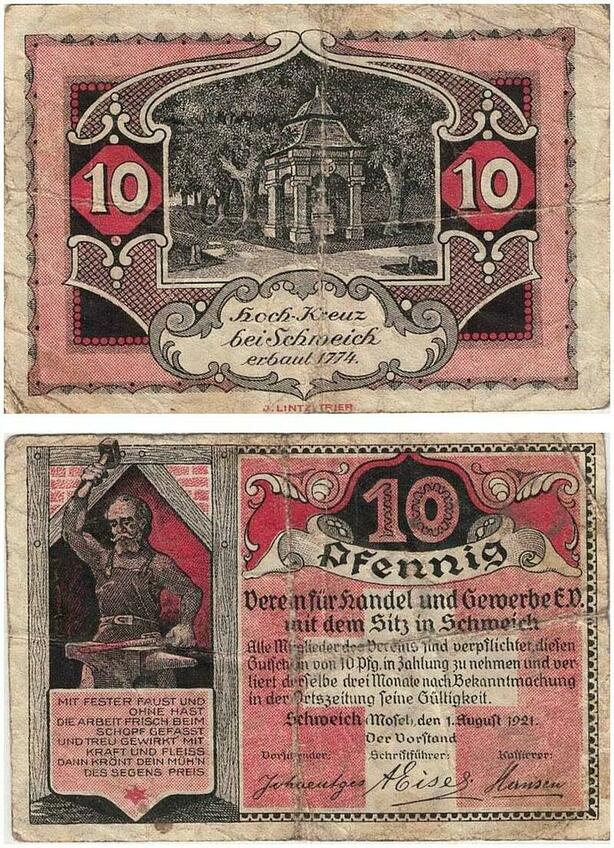 10
10
Hoch-Kreuz
bei Schweich
erbaut 1774.
J. LINTZ, TRIER
10
Pfennig
Verein für Handel und Gewerbe E.V.
mit dem Sitz in Schweich
Alle Mitglieder des Vereins sind verpflichtet, diesen
Gutschein von 10 Pfg. in Zahlung zu nehmen und ver-
liert derselbe drei Monate nach Bekanntmachung
in der Ortszeitung seine Gültigkeit.
Schweich (Mosel), den 1. August 1921.
Der Vorstand
Vorsitzender: Schriftführer: Kassierer:
Johaentges A Eisel Hansen
MIT FESTER FAUST UND
OHNE HAST
DIE ARBEIT FRISCH BEIM
SCHOPF GEFASST
UND TREU GEWIRKT MIT
KRAFT UND FLEISS
DANN KRÖNT DEIN MÜH'N
DES SEGENS PREIS